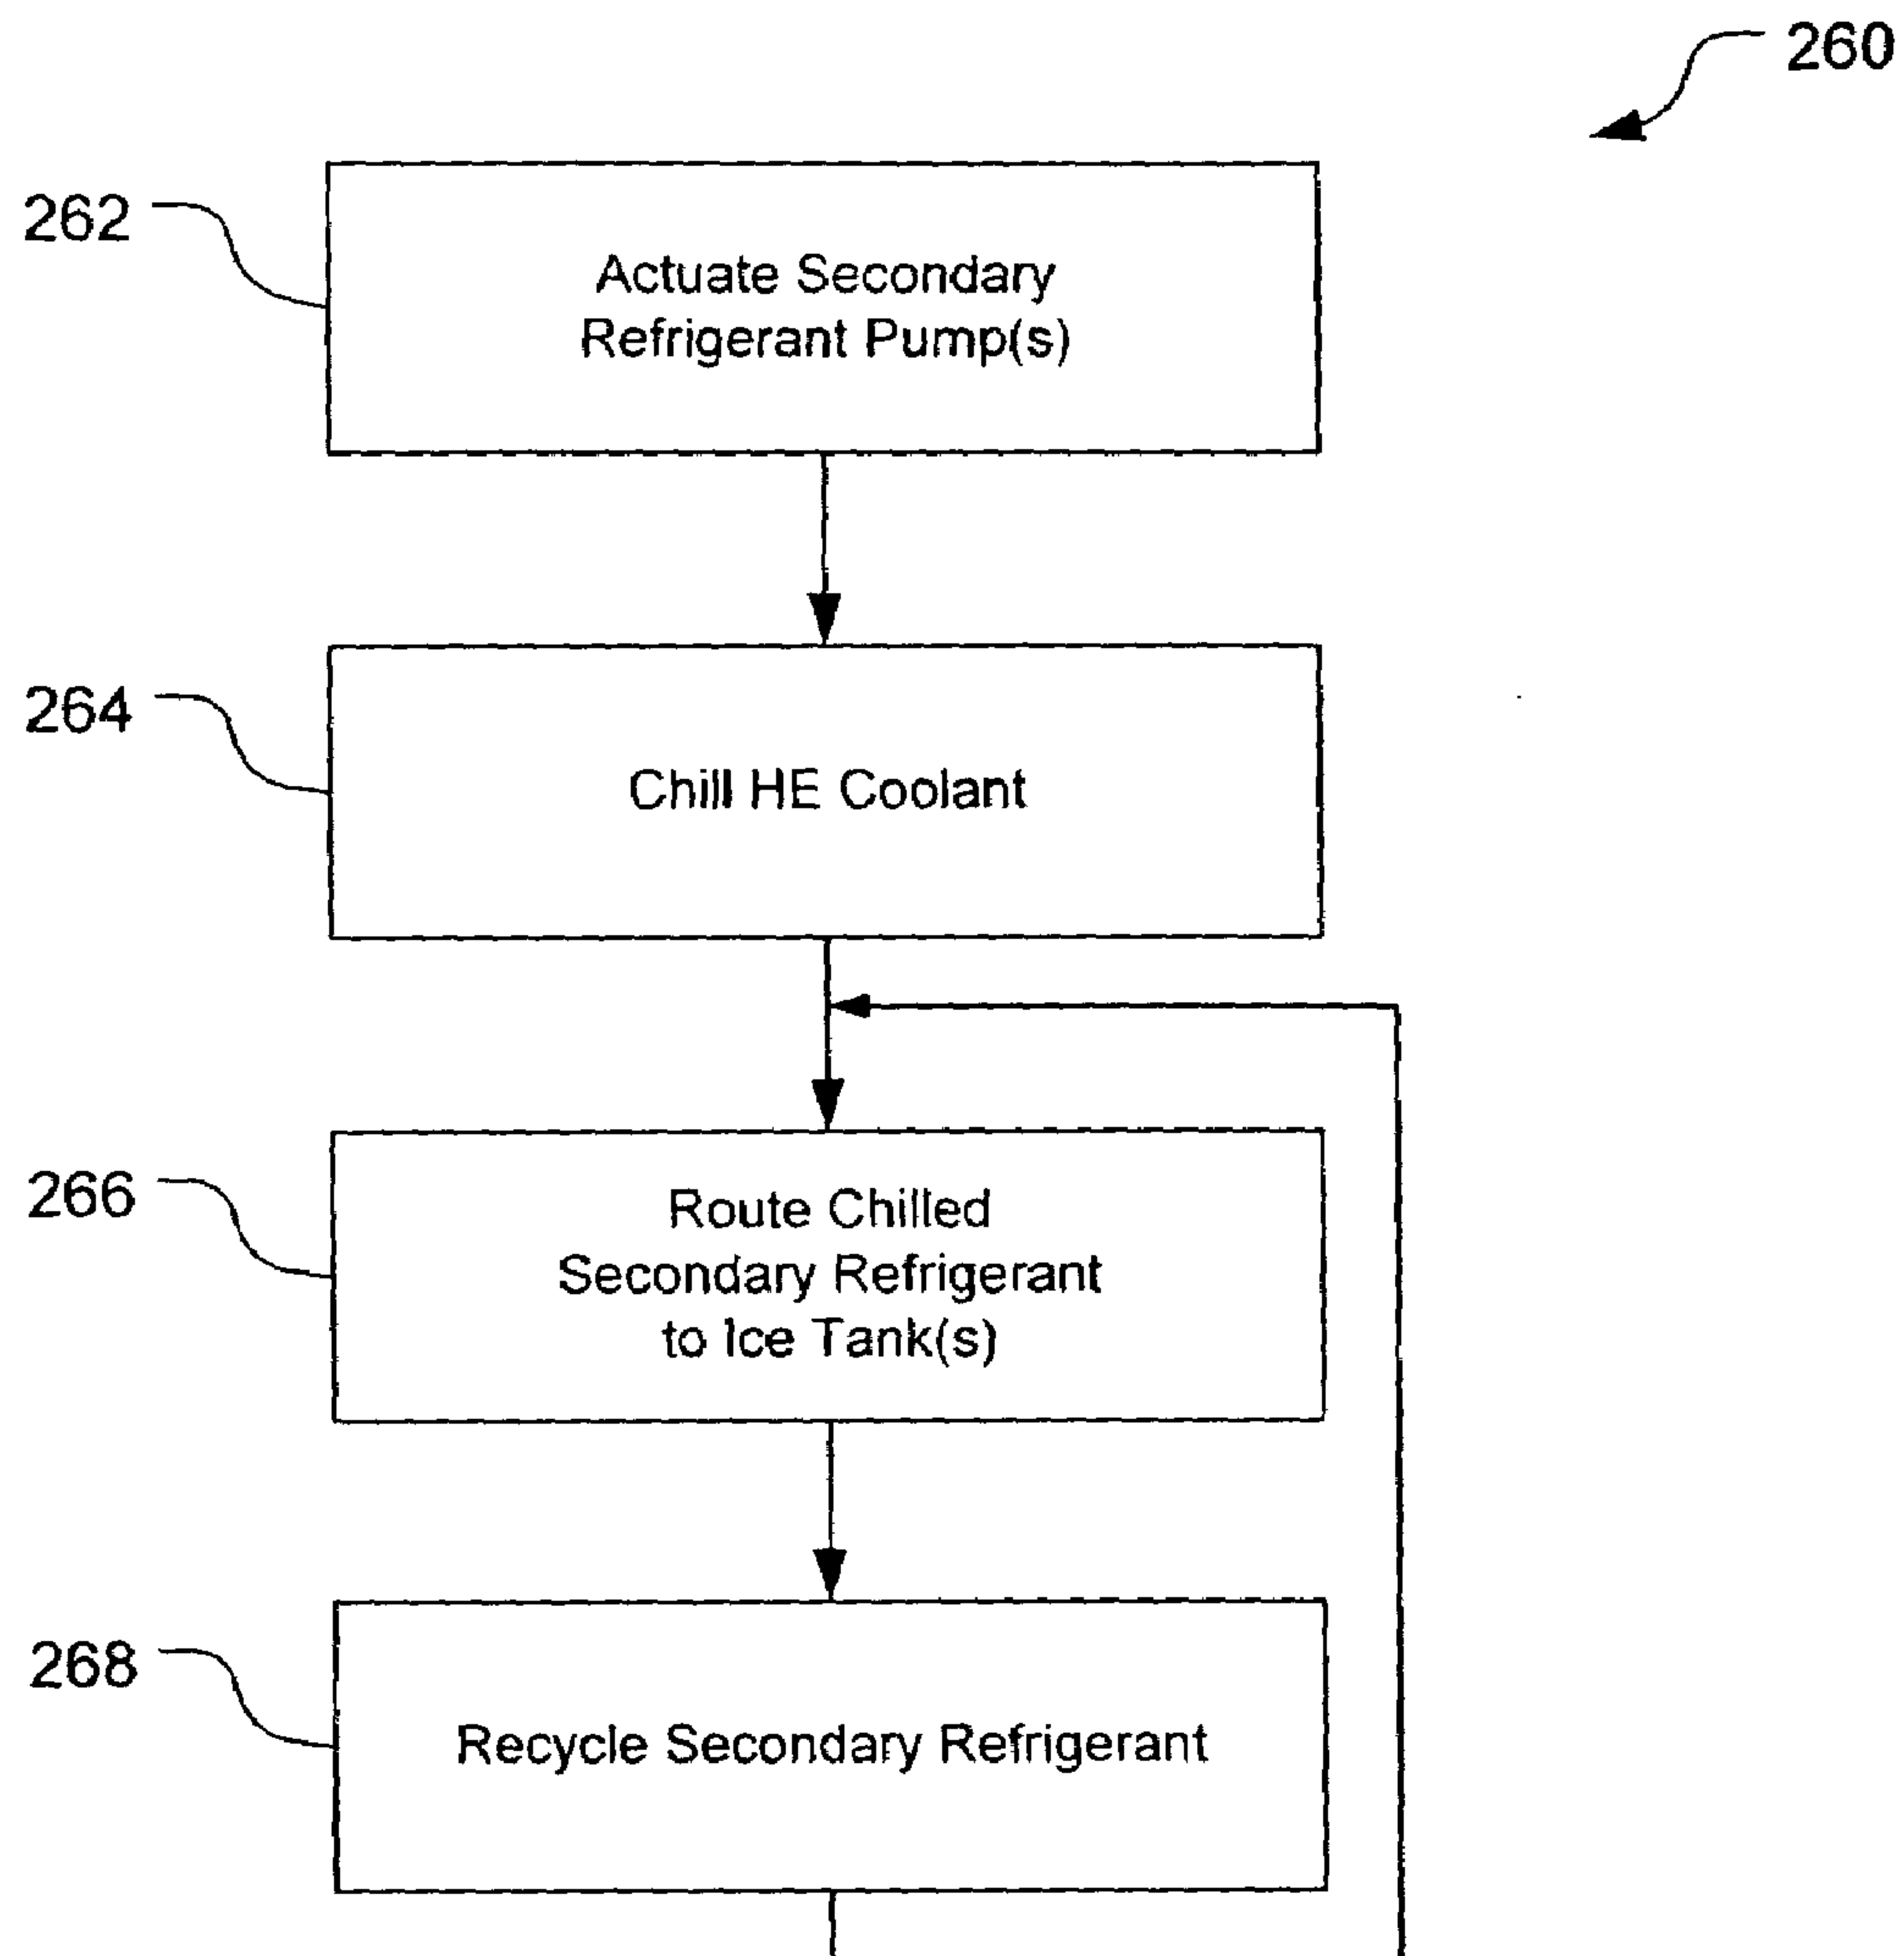 260
262
Actuate Secondary
Refrigerant Pump(s)
264
Chill HE Coolant
266
Route Chilled
Secondary Refrigerant
to Ice Tank(s)
268
Recycle Secondary Refrigerant